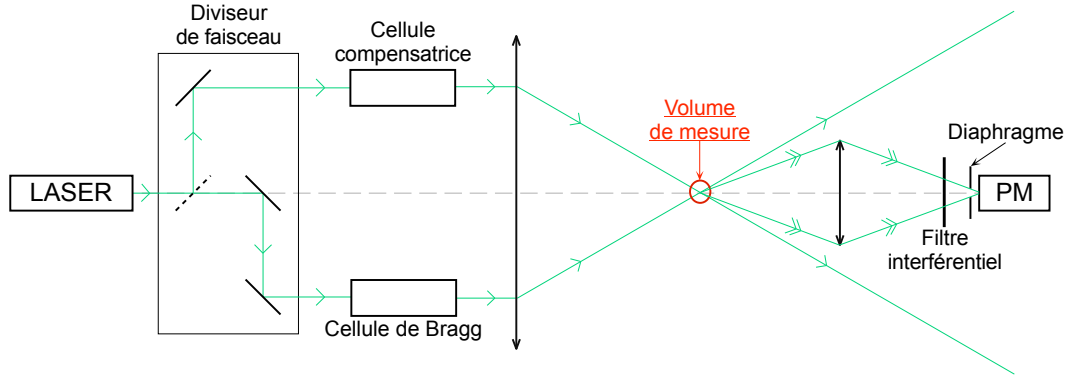 Diviseur
de faisceau
Cellule
compensatrice
Volume
de mesure
Diaphragme
LASER
PM
Filtre
interférentiel
Cellule de Bragg